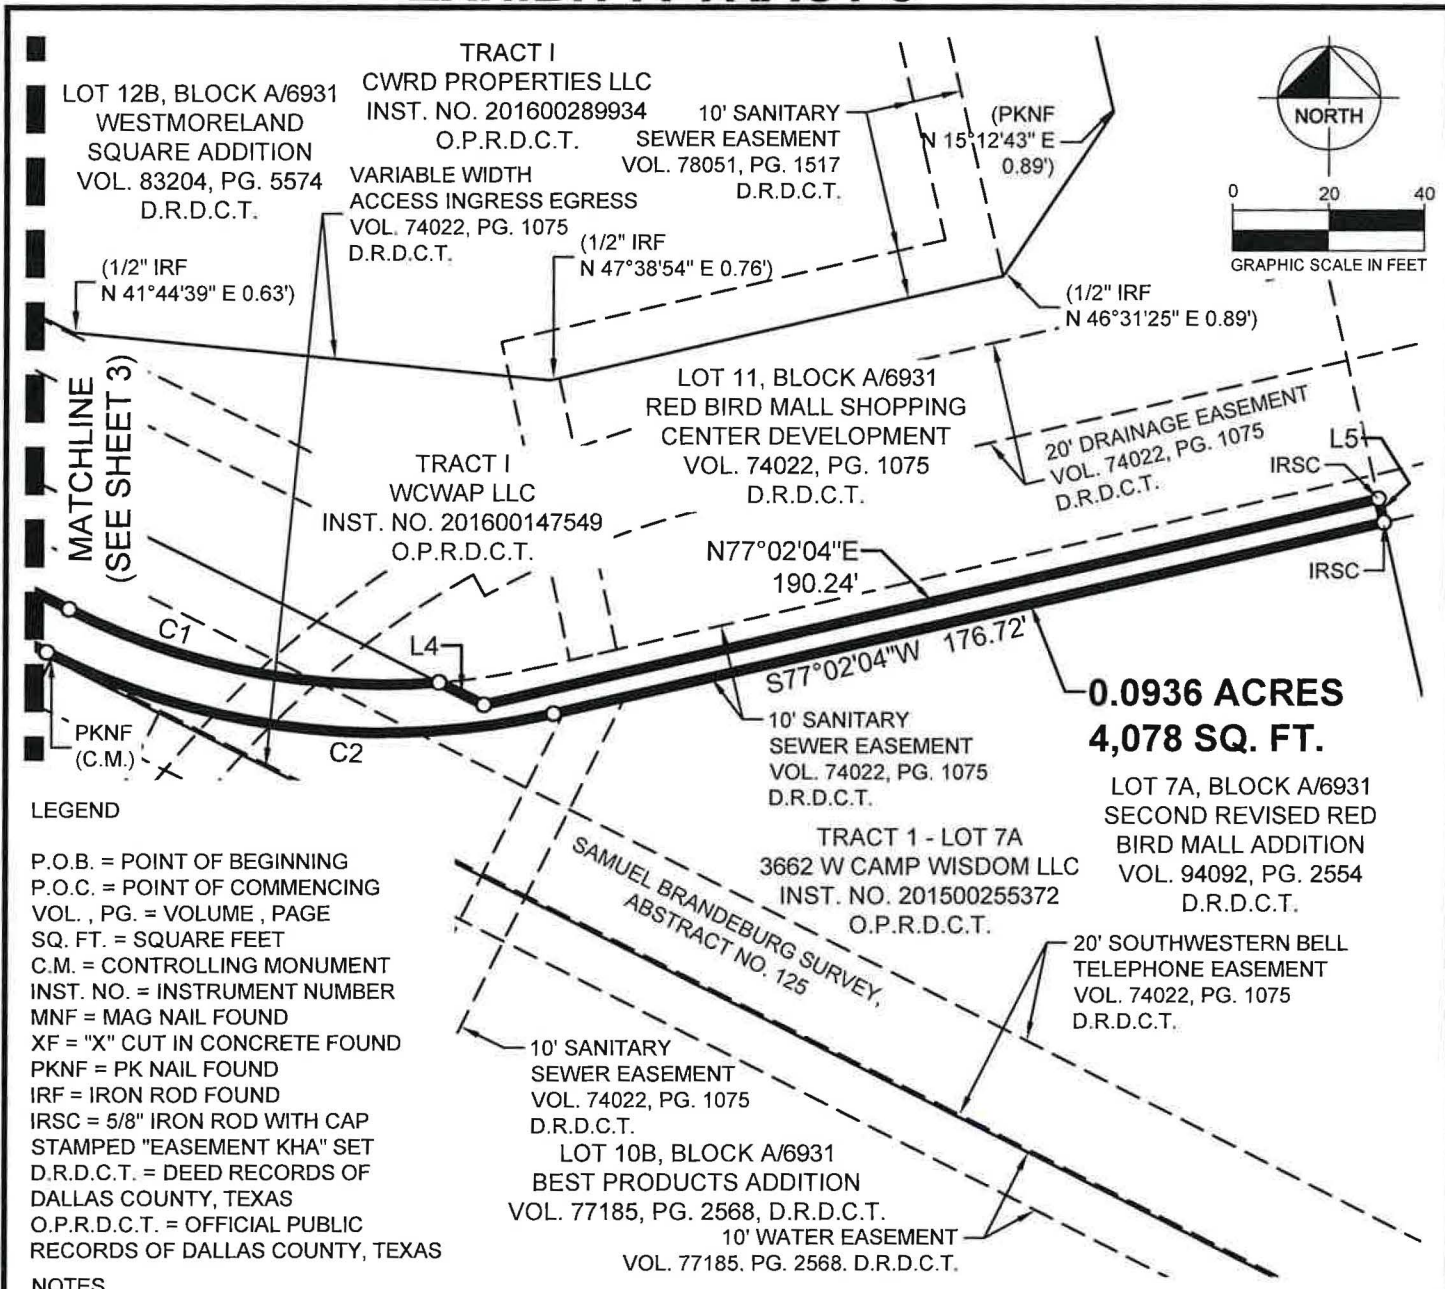 LOT 12B, BLOCK A/6931
WESTMORELAND
SQUARE ADDITION
VOL. 83204, PG. 5574
D.R.D.C.T.
TRACT I
CWRD PROPERTIES LLC
INST. NO. 201600289934
O.P.R.D.C.T.
VARIABLE WIDTH
ACCESS INGRESS EGRESS
VOL. 74022, PG. 1075
D.R.D.C.T.
10' SANITARY
SEWER EASEMENT
VOL. 78051, PG. 1517
D.R.D.C.T.
(PKNF
N 15°12'43" E
0.89')
NORTH
0 20 40
GRAPHIC SCALE IN FEET
(1/2" IRF
N 41°44'39" E 0.63')
(1/2" IRF
N 47°38'54" E 0.76')
(1/2" IRF
N 46°31'25" E 0.89')
MATCHLINE
(SEE SHEET 3)
LOT 11, BLOCK A/6931
RED BIRD MALL SHOPPING
CENTER DEVELOPMENT
VOL. 74022, PG. 1075
D.R.D.C.T.
20' DRAINAGE EASEMENT
VOL. 74022, PG. 1075
D.R.D.C.T.
L5
IRSC
IRSC
TRACT I
WCWAP LLC
INST. NO. 201600147549
O.P.R.D.C.T.
N77°02'04"E
190.24'
C1
L4
S77°02'04"W 176.72'
0.0936 ACRES
4,078 SQ. FT.
PKNF
(C.M.)
C2
10' SANITARY
SEWER EASEMENT
VOL. 74022, PG. 1075
D.R.D.C.T.
LOT 7A, BLOCK A/6931
SECOND REVISED RED
BIRD MALL ADDITION
VOL. 94092, PG. 2554
D.R.D.C.T.
TRACT 1 - LOT 7A
3662 W CAMP WISDOM LLC
INST. NO. 201500255372
O.P.R.D.C.T.
SAMUEL BRANDEBURG SURVEY,
ABSTRACT NO. 125
20' SOUTHWESTERN BELL
TELEPHONE EASEMENT
VOL. 74022, PG. 1075
D.R.D.C.T.
10' SANITARY
SEWER EASEMENT
VOL. 74022, PG. 1075
D.R.D.C.T.
LOT 10B, BLOCK A/6931
BEST PRODUCTS ADDITION
VOL. 77185, PG. 2568, D.R.D.C.T.
10' WATER EASEMENT
VOL. 77185, PG. 2568, D.R.D.C.T.
LEGEND
P.O.B. = POINT OF BEGINNING
P.O.C. = POINT OF COMMENCING
VOL. , PG. = VOLUME , PAGE
SQ. FT. = SQUARE FEET
C.M. = CONTROLLING MONUMENT
INST. NO. = INSTRUMENT NUMBER
MNF = MAG NAIL FOUND
XF = "X" CUT IN CONCRETE FOUND
PKNF = PK NAIL FOUND
IRF = IRON ROD FOUND
IRSC = 5/8" IRON ROD WITH CAP
STAMPED "EASEMENT KHA" SET
D.R.D.C.T. = DEED RECORDS OF
DALLAS COUNTY, TEXAS
O.P.R.D.C.T. = OFFICIAL PUBLIC
RECORDS OF DALLAS COUNTY, TEXAS
NOTES